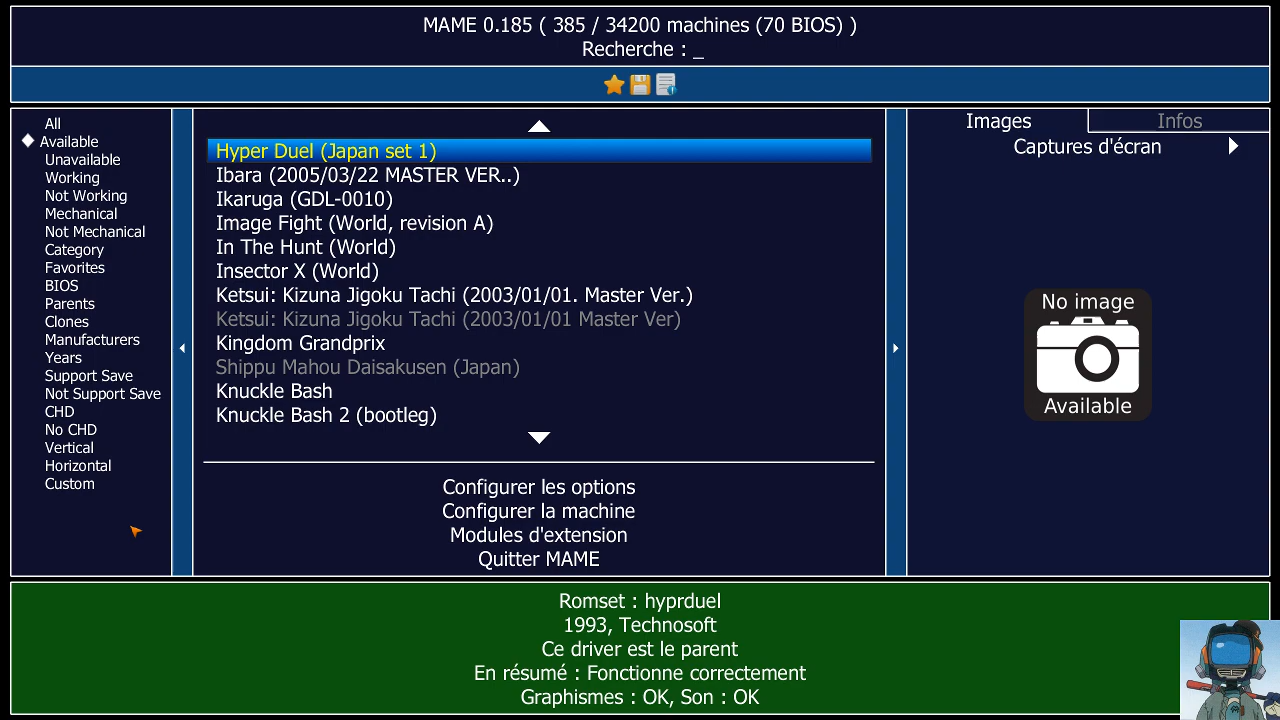 MAME 0.185 ( 385 / 34200 machines (70 BIOS) )
Recherche : _
All
Available
Unavailable
Working
Not Working
Mechanical
Not Mechanical
Category
Favorites
BIOS
Parents
Clones
Manufacturers
Years
Support Save
Not Support Save
CHD
No CHD
Vertical
Horizontal
Custom
Hyper Duel (Japan set 1)
Ibara (2005/03/22 MASTER VER..)
Ikaruga (GDL-0010)
Image Fight (World, revision A)
In The Hunt (World)
Insector X (World)
Ketsui: Kizuna Jigoku Tachi (2003/01/01. Master Ver.)
Ketsui: Kizuna Jigoku Tachi (2003/01/01 Master Ver)
Kingdom Grandprix
Shippu Mahou Daisakusen (Japan)
Knuckle Bash
Knuckle Bash 2 (bootleg)
Configurer les options
Configurer la machine
Modules d'extension
Quitter MAME
Images
Infos
Captures d'écran
No image
Available
Romset : hyprduel
1993, Technosoft
Ce driver est le parent
En résumé : Fonctionne correctement
Graphismes : OK, Son : OK